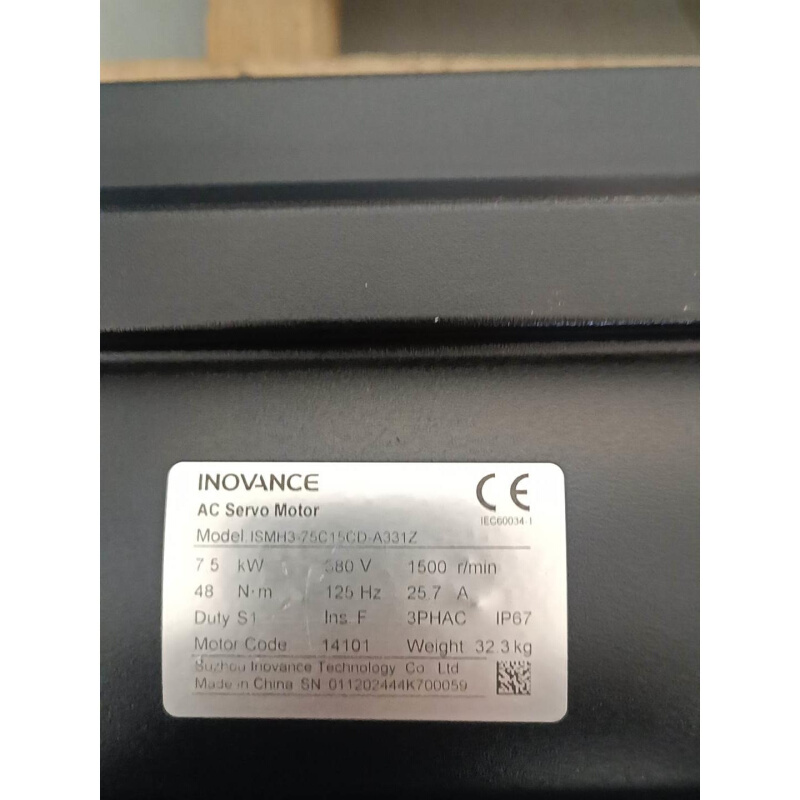 INOVANCE
CE
AC Servo Motor
IEC60034-1
Model ISMH3-75C15CD-A331Z
7.5 kW 380 V 1500 r/min
48 N·m 125 Hz 25.7 A
Duty S1 Ins. F 3PHAC IP67
Motor Code 14101 Weight 32.3 kg
Suzhou Inovance Technology Co Ltd
Made in China SN 011202444K700059